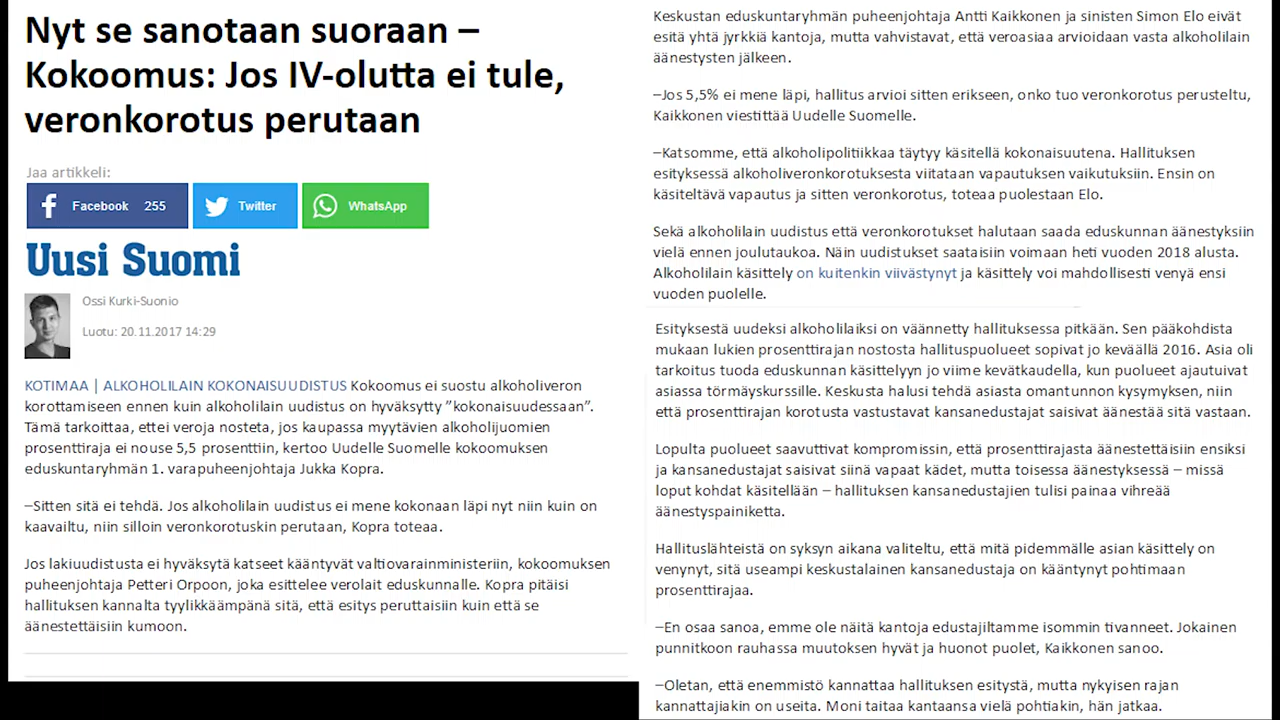 Nyt se sanotaan suoraan –
Kokoomus: Jos IV-olutta ei tule,
veronkorotus perutaan
Jaa artikkeli:
Facebook 255
Twitter
WhatsApp
Uusi Suomi
Ossi Kurki-Suonio
Luotu: 20.11.2017 14:29
KOTIMAA | ALKOHOLILAIN KOKONAISUUDISTUS Kokoomus ei suostu alkoholiveron
korottamiseen ennen kuin alkoholilain uudistus on hyväksytty ”kokonaisuudessaan”.
Tämä tarkoittaa, ettei veroja nosteta, jos kaupassa myytävien alkoholijuomien
prosenttiraja ei nouse 5,5 prosenttiin, kertoo Uudelle Suomelle kokoomuksen
eduskuntaryhmän 1. varapuheenjohtaja Jukka Kopra.
–Sitten sitä ei tehdä. Jos alkoholilain uudistus ei mene kokonaan läpi nyt niin kuin on
kaavailtu, niin silloin veronkorotuskin perutaan, Kopra toteaa.
Jos lakiuudistusta ei hyväksytä katseet kääntyvät valtiovarainministeriin, kokoomuksen
puheenjohtaja Petteri Orpoon, joka esittelee verolait eduskunnalle. Kopra pitäisi
hallituksen kannalta tyylikkäämpänä sitä, että esitys peruttaisiin kuin että se
äänestettäisiin kumoon.
Keskustan eduskuntaryhmän puheenjohtaja Antti Kaikkonen ja sinisten Simon Elo eivät
esitä yhtä jyrkkiä kantoja, mutta vahvistavat, että veroasiaa arvioidaan vasta alkoholilain
äänestysten jälkeen.
–Jos 5,5% ei mene läpi, hallitus arvioi sitten erikseen, onko tuo veronkorotus perusteltu,
Kaikkonen viestittää Uudelle Suomelle.
–Katsomme, että alkoholipolitiikkaa täytyy käsitellä kokonaisuutena. Hallituksen
esityksessä alkoholiveronkorotuksesta viitataan vapautuksen vaikutuksiin. Ensin on
käsiteltävä vapautus ja sitten veronkorotus, toteaa puolestaan Elo.
Sekä alkoholilain uudistus että veronkorotukset halutaan saada eduskunnan äänestyksiin
vielä ennen joulutaukoa. Näin uudistukset saataisiin voimaan heti vuoden 2018 alusta.
Alkoholilain käsittely on kuitenkin viivästynyt ja käsittely voi mahdollisesti venyä ensi
vuoden puolelle.
Esityksestä uudeksi alkoholilaiksi on väännetty hallituksessa pitkään. Sen pääkohdista
mukaan lukien prosenttirajan nostosta hallituspuolueet sopivat jo keväällä 2016. Asia oli
tarkoitus tuoda eduskunnan käsittelyyn jo viime kevätkaudella, kun puolueet ajautuivat
asiassa törmäyskurssille. Keskusta halusi tehdä asiasta omantunnon kysymyksen, niin
että prosenttirajan korotusta vastustavat kansanedustajat saisivat äänestää sitä vastaan.
Lopulta puolueet saavuttivat kompromissin, että prosenttirajasta äänestettäisiin ensiksi
ja kansanedustajat saisivat siinä vapaat kädet, mutta toisessa äänestyksessä – missä
loput kohdat käsitellään – hallituksen kansanedustajien tulisi painaa vihreää
äänestyspainiketta.
Hallituslähteistä on syksyn aikana valiteltu, että mitä pidemmälle asian käsittely on
venynyt, sitä useampi keskustalainen kansanedustaja on kääntynyt pohtimaan
prosenttirajaa.
–En osaa sanoa, emme ole näitä kantoja edustajiltamme isommin tivanneet. Jokainen
punnitkoon rauhassa muutoksen hyvät ja huonot puolet, Kaikkonen sanoo.
–Oletan, että enemmistö kannattaa hallituksen esitystä, mutta nykyisen rajan
kannattajiakin on useita. Moni taitaa kantaansa vielä pohtiakin, hän jatkaa.